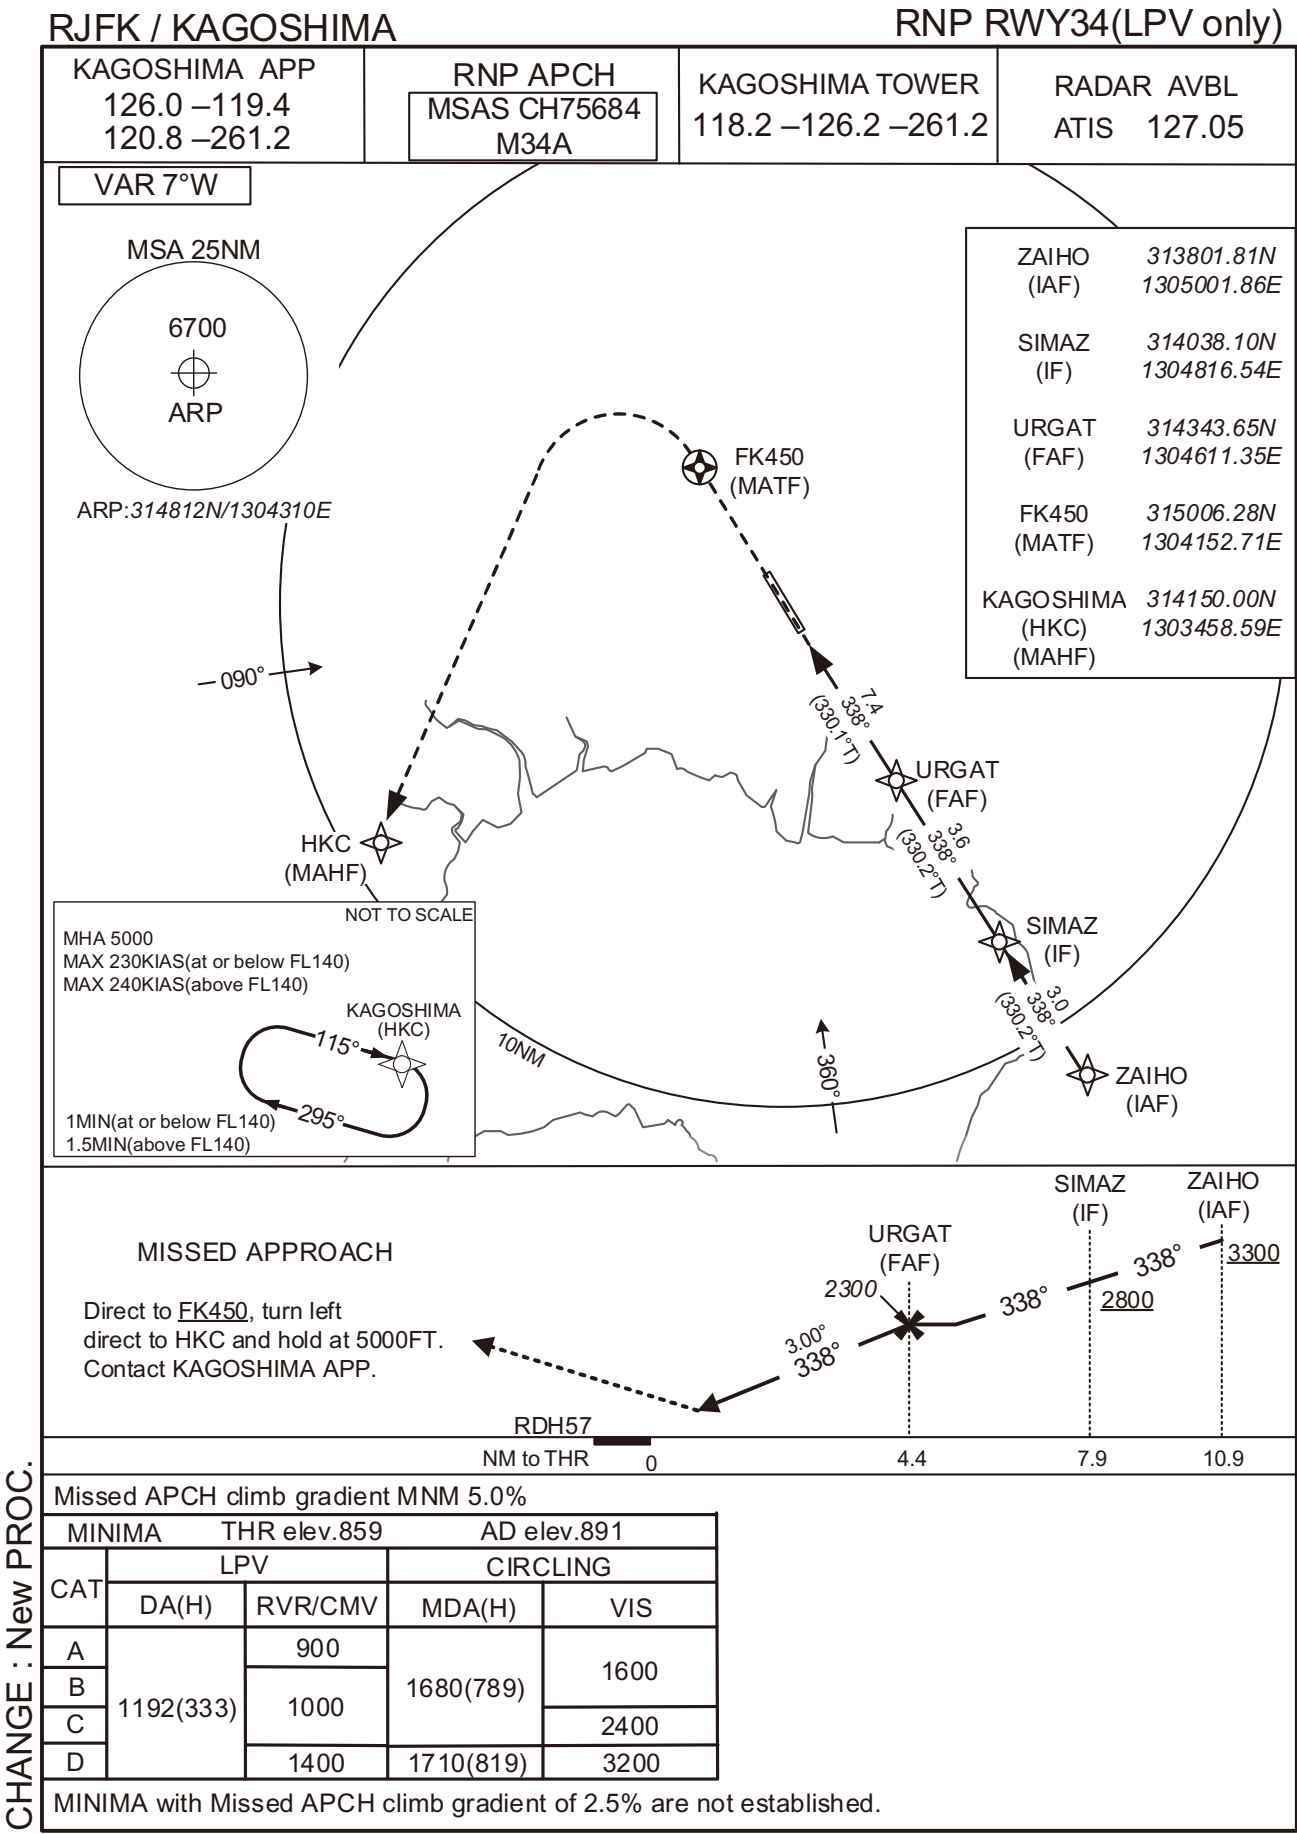 RJFK / KAGOSHIMA
RNP RWY34(LPV only)
KAGOSHIMA APP
126.0 –119.4
120.8 –261.2
RNP APCH
MSAS CH75684
M34A
KAGOSHIMA TOWER
118.2 –126.2 –261.2
RADAR AVBL
ATIS 127.05
VAR 7°W
MSA 25NM
6700
ARP
ARP:314812N/1304310E
ZAIHO 313801.81N
(IAF) 1305001.86E
SIMAZ 314038.10N
(IF) 1304816.54E
URGAT 314343.65N
(FAF) 1304611.35E
FK450 315006.28N
(MATF) 1304152.71E
KAGOSHIMA 314150.00N
(HKC) 1303458.59E
(MAHF)
FK450
(MATF)
090°
7.4
338°
(330.1°T)
URGAT
(FAF)
3.6
338°
(330.2°T)
HKC
(MAHF)
SIMAZ
(IF)
3.0
338°
(330.2°T)
ZAIHO
(IAF)
10NM
360°
NOT TO SCALE
MHA 5000
MAX 230KIAS(at or below FL140)
MAX 240KIAS(above FL140)
KAGOSHIMA
(HKC)
115°
295°
1MIN(at or below FL140)
1.5MIN(above FL140)
MISSED APPROACH
Direct to FK450, turn left
direct to HKC and hold at 5000FT.
Contact KAGOSHIMA APP.
URGAT
(FAF)
SIMAZ
(IF)
ZAIHO
(IAF)
2300
3.00°
338°
338°
338°
2800
3300
RDH57
NM to THR 0 4.4 7.9 10.9
Missed APCH climb gradient MNM 5.0%
MINIMA THR elev.859 AD elev.891
CAT LPV CIRCLING
DA(H) RVR/CMV MDA(H) VIS
A 900
B 1192(333) 1000 1680(789) 1600
C 2400
D 1400 1710(819) 3200
MINIMA with Missed APCH climb gradient of 2.5% are not established.
CHANGE : New PROC.